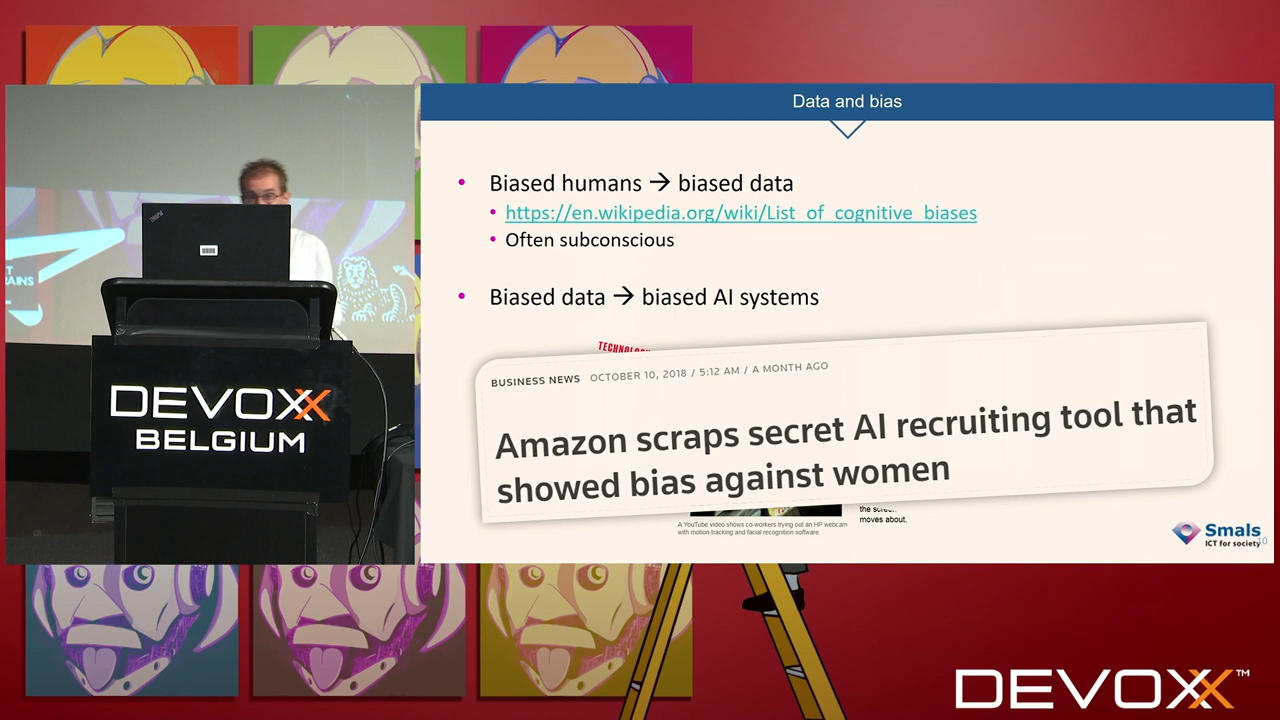 Data and bias
• Biased humans → biased data
• https://en.wikipedia.org/wiki/List_of_cognitive_biases
• Often subconscious
• Biased data → biased AI systems
BUSINESS NEWS OCTOBER 10, 2018 / 5:12 AM / A MONTH AGO
Amazon scraps secret AI recruiting tool that
showed bias against women
A YouTube video shows co-workers trying out an HP webcam
with motion-tracking and facial recognition software
moves about.
Smals
ICT for society
10
ThinkPad
DEVOXX
BELGIUM
DEVOXX™